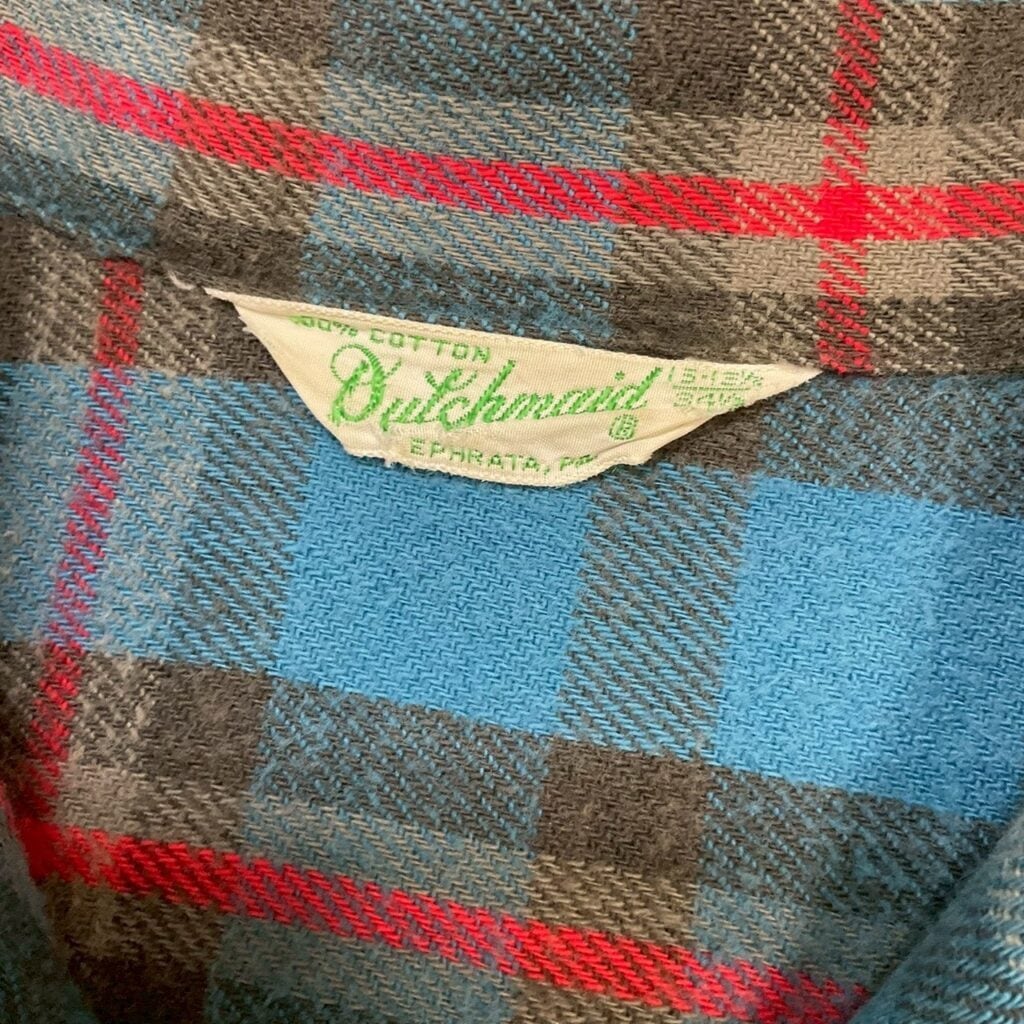 100% COTTON
Dutchmaid ®
EPHRATA, PA